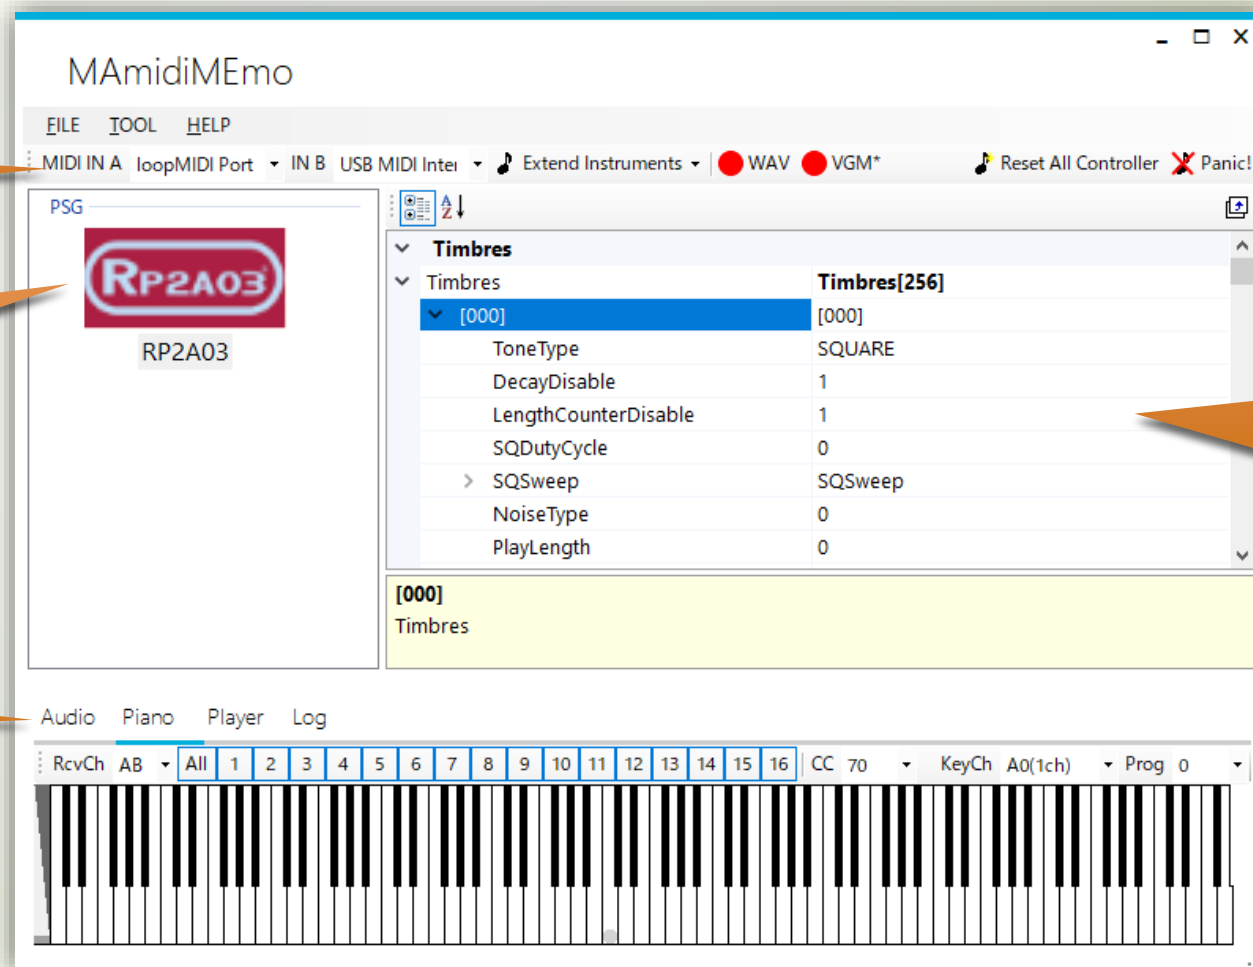 MAmidiMEmo
FILE TOOL HELP
MIDI IN A loopMIDI Port IN B USB MIDI Inter Extend Instruments WAV VGM* Reset All Controller Panic!
PSG
RP2A03
RP2A03
Timbres
Timbres Timbres[256]
[000] [000]
ToneType SQUARE
DecayDisable 1
LengthCounterDisable 1
SQDutyCycle 0
SQSweep SQSweep
NoiseType 0
PlayLength 0
[000]
Timbres
Audio Piano Player Log
RcvCh AB All 1 2 3 4 5 6 7 8 9 10 11 12 13 14 15 16 CC 70 KeyCh A0(1ch) Prog 0